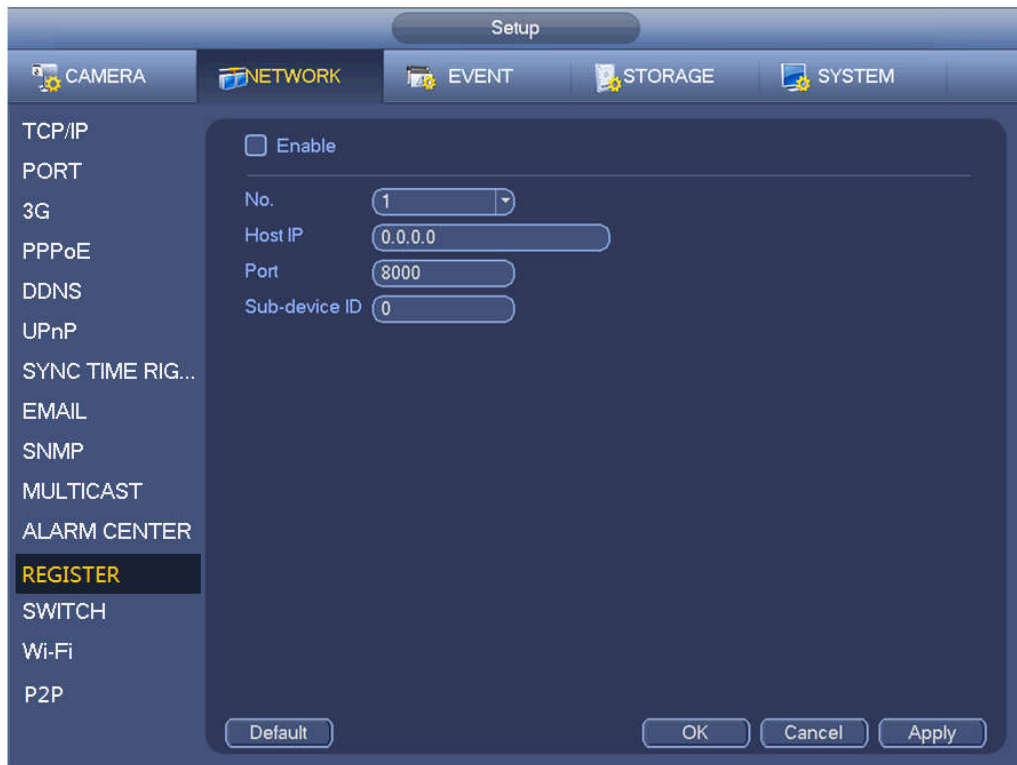 Setup
CAMERA NETWORK EVENT STORAGE SYSTEM
TCP/IP
PORT
3G
PPPoE
DDNS
UPnP
SYNC TIME RIG...
EMAIL
SNMP
MULTICAST
ALARM CENTER
REGISTER
SWITCH
Wi-Fi
P2P
Enable
No. 1
Host IP 0.0.0.0
Port 8000
Sub-device ID 0
Default OK Cancel Apply